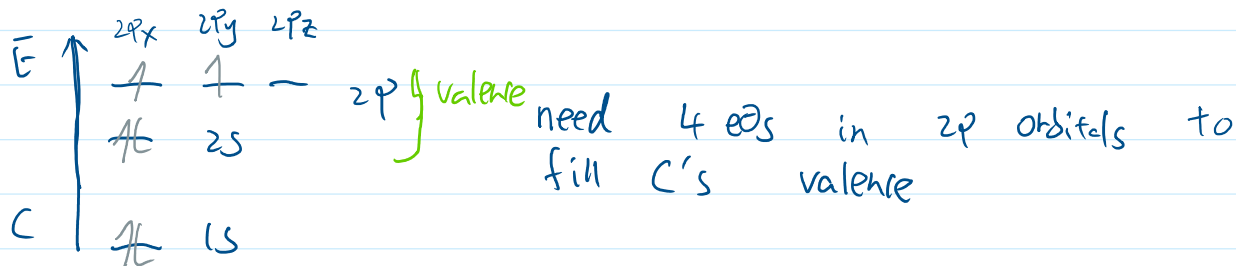 2Px 2Py 2Pz
E
2P } valence
need 4 e⊖s in 2P orbitals to
2S
fill C's valence
C
1S